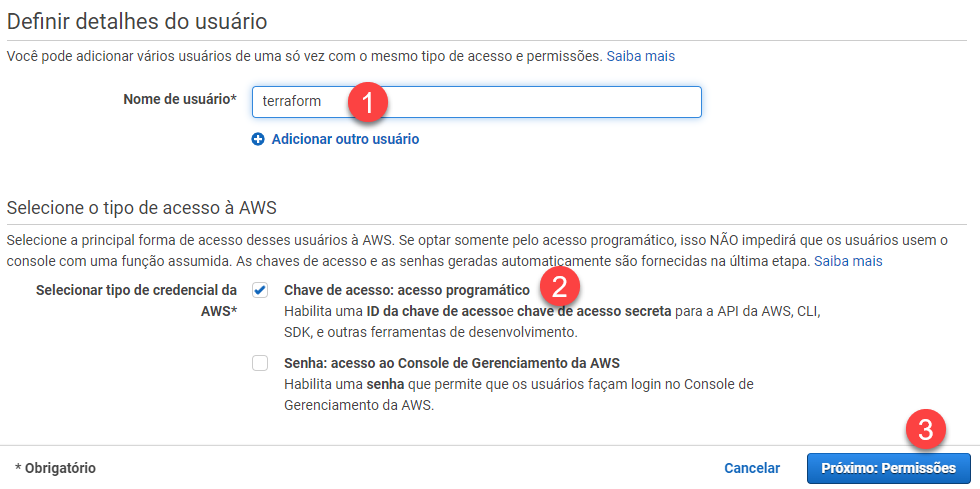 Definir detalhes do usuário
Você pode adicionar vários usuários de uma só vez com o mesmo tipo de acesso e permissões. Saiba mais
Nome de usuário*
terraform
1
Adicionar outro usuário
Selecione o tipo de acesso à AWS
Selecione a principal forma de acesso desses usuários à AWS. Se optar somente pelo acesso programático, isso NÃO impedirá que os usuários usem o
console com uma função assumida. As chaves de acesso e as senhas geradas automaticamente são fornecidas na última etapa. Saiba mais
Selecionar tipo de credencial da
AWS*
Chave de acesso: acesso programático
2
Habilita uma ID da chave de acessoe chave de acesso secreta para a API da AWS, CLI,
SDK, e outras ferramentas de desenvolvimento.
Senha: acesso ao Console de Gerenciamento da AWS
Habilita uma senha que permite que os usuários façam login no Console de
Gerenciamento da AWS.
3
* Obrigatório
Cancelar
Próximo: Permissões